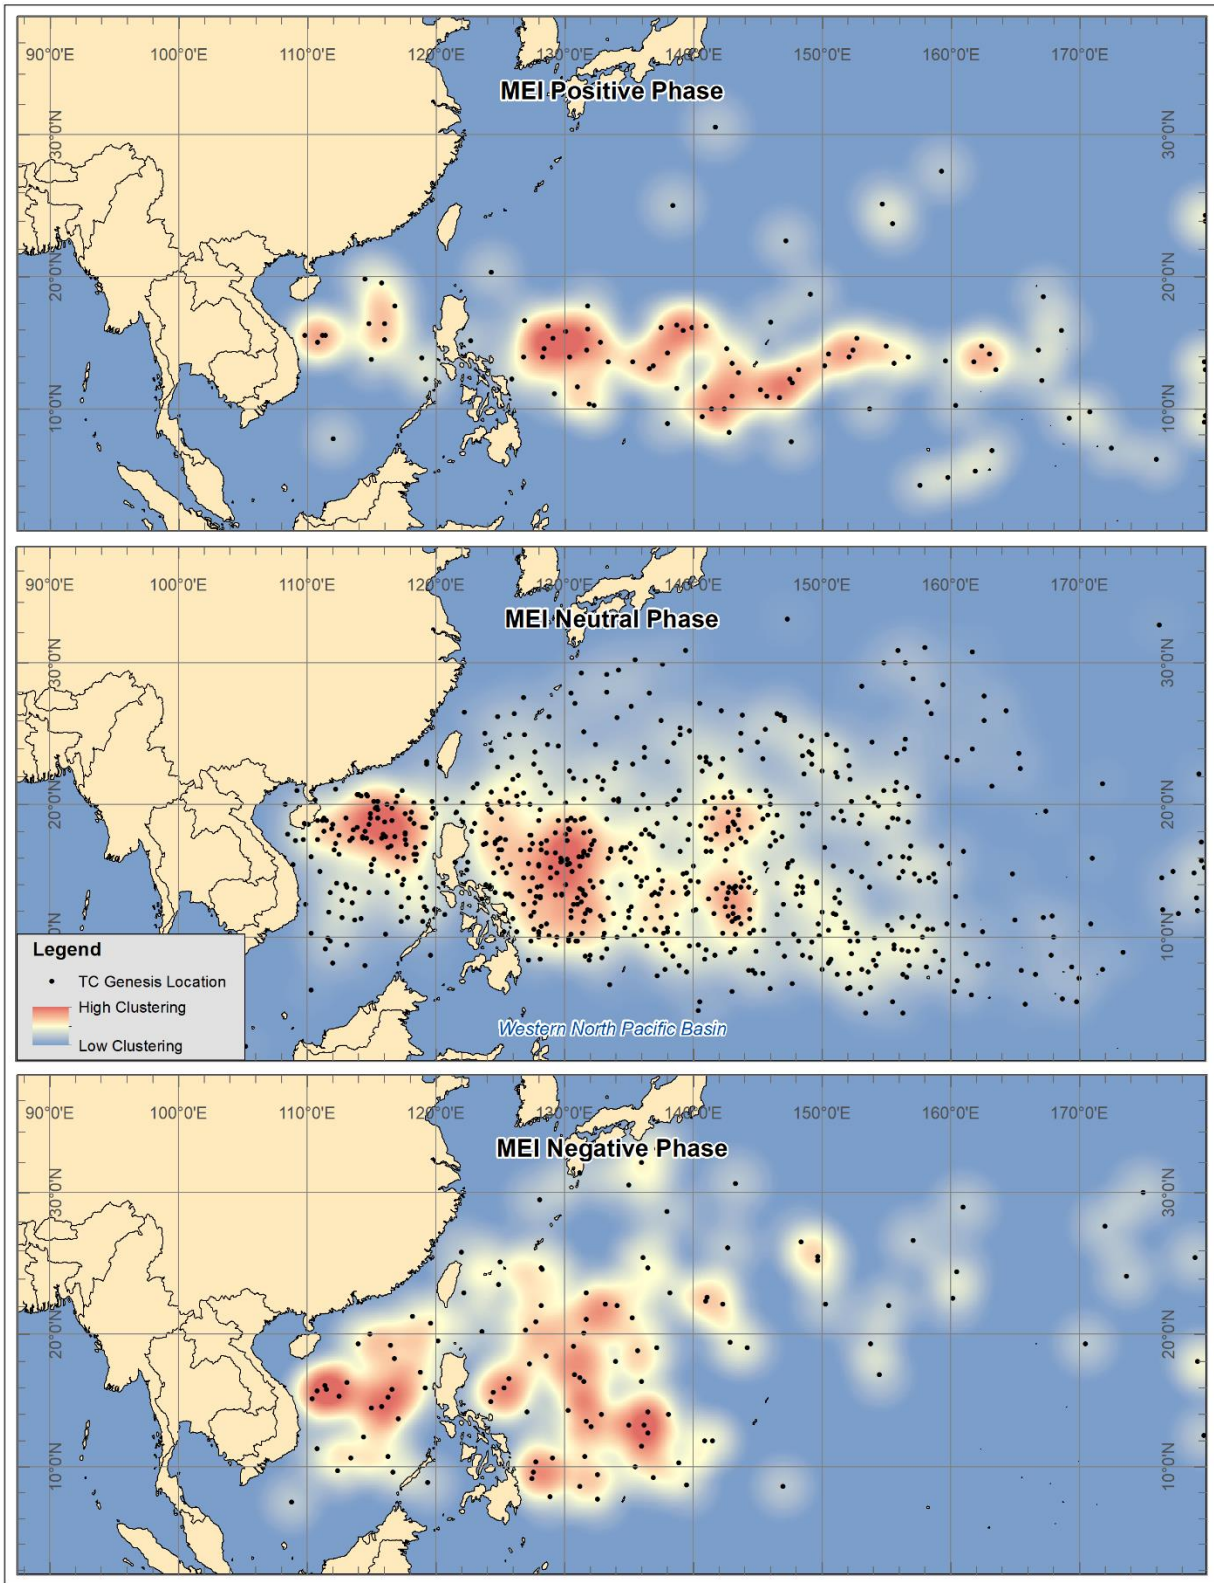 90°0'E 100°0'E 110°0'E 120°0'E 130°0'E 140°0'E 150°0'E 160°0'E 170°0'E
MEI Positive Phase
30°0'N 30°0'N
20°0'N 20°0'N
10°0'N 10°0'N
90°0'E 100°0'E 110°0'E 120°0'E 130°0'E 140°0'E 150°0'E 160°0'E 170°0'E
MEI Neutral Phase
30°0'N 30°0'N
20°0'N 20°0'N
0°0'N 10°0'N
Legend
TC Genesis Location
High Clustering
Low Clustering
Western North Pacific Basin
90°0'E 100°0'E 110°0'E 120°0'E 130°0'E 140°0'E 150°0'E 160°0'E 170°0'E
MEI Negative Phase
30°0'N 30°0'N
20°0'N 20°0'N
10°0'N 10°0'N